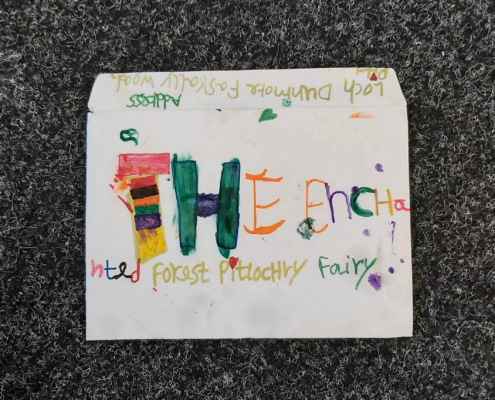 Address
Loch Dunmore Faskally Wood
THE EnCHa
nted forest PitlocHry Fairy